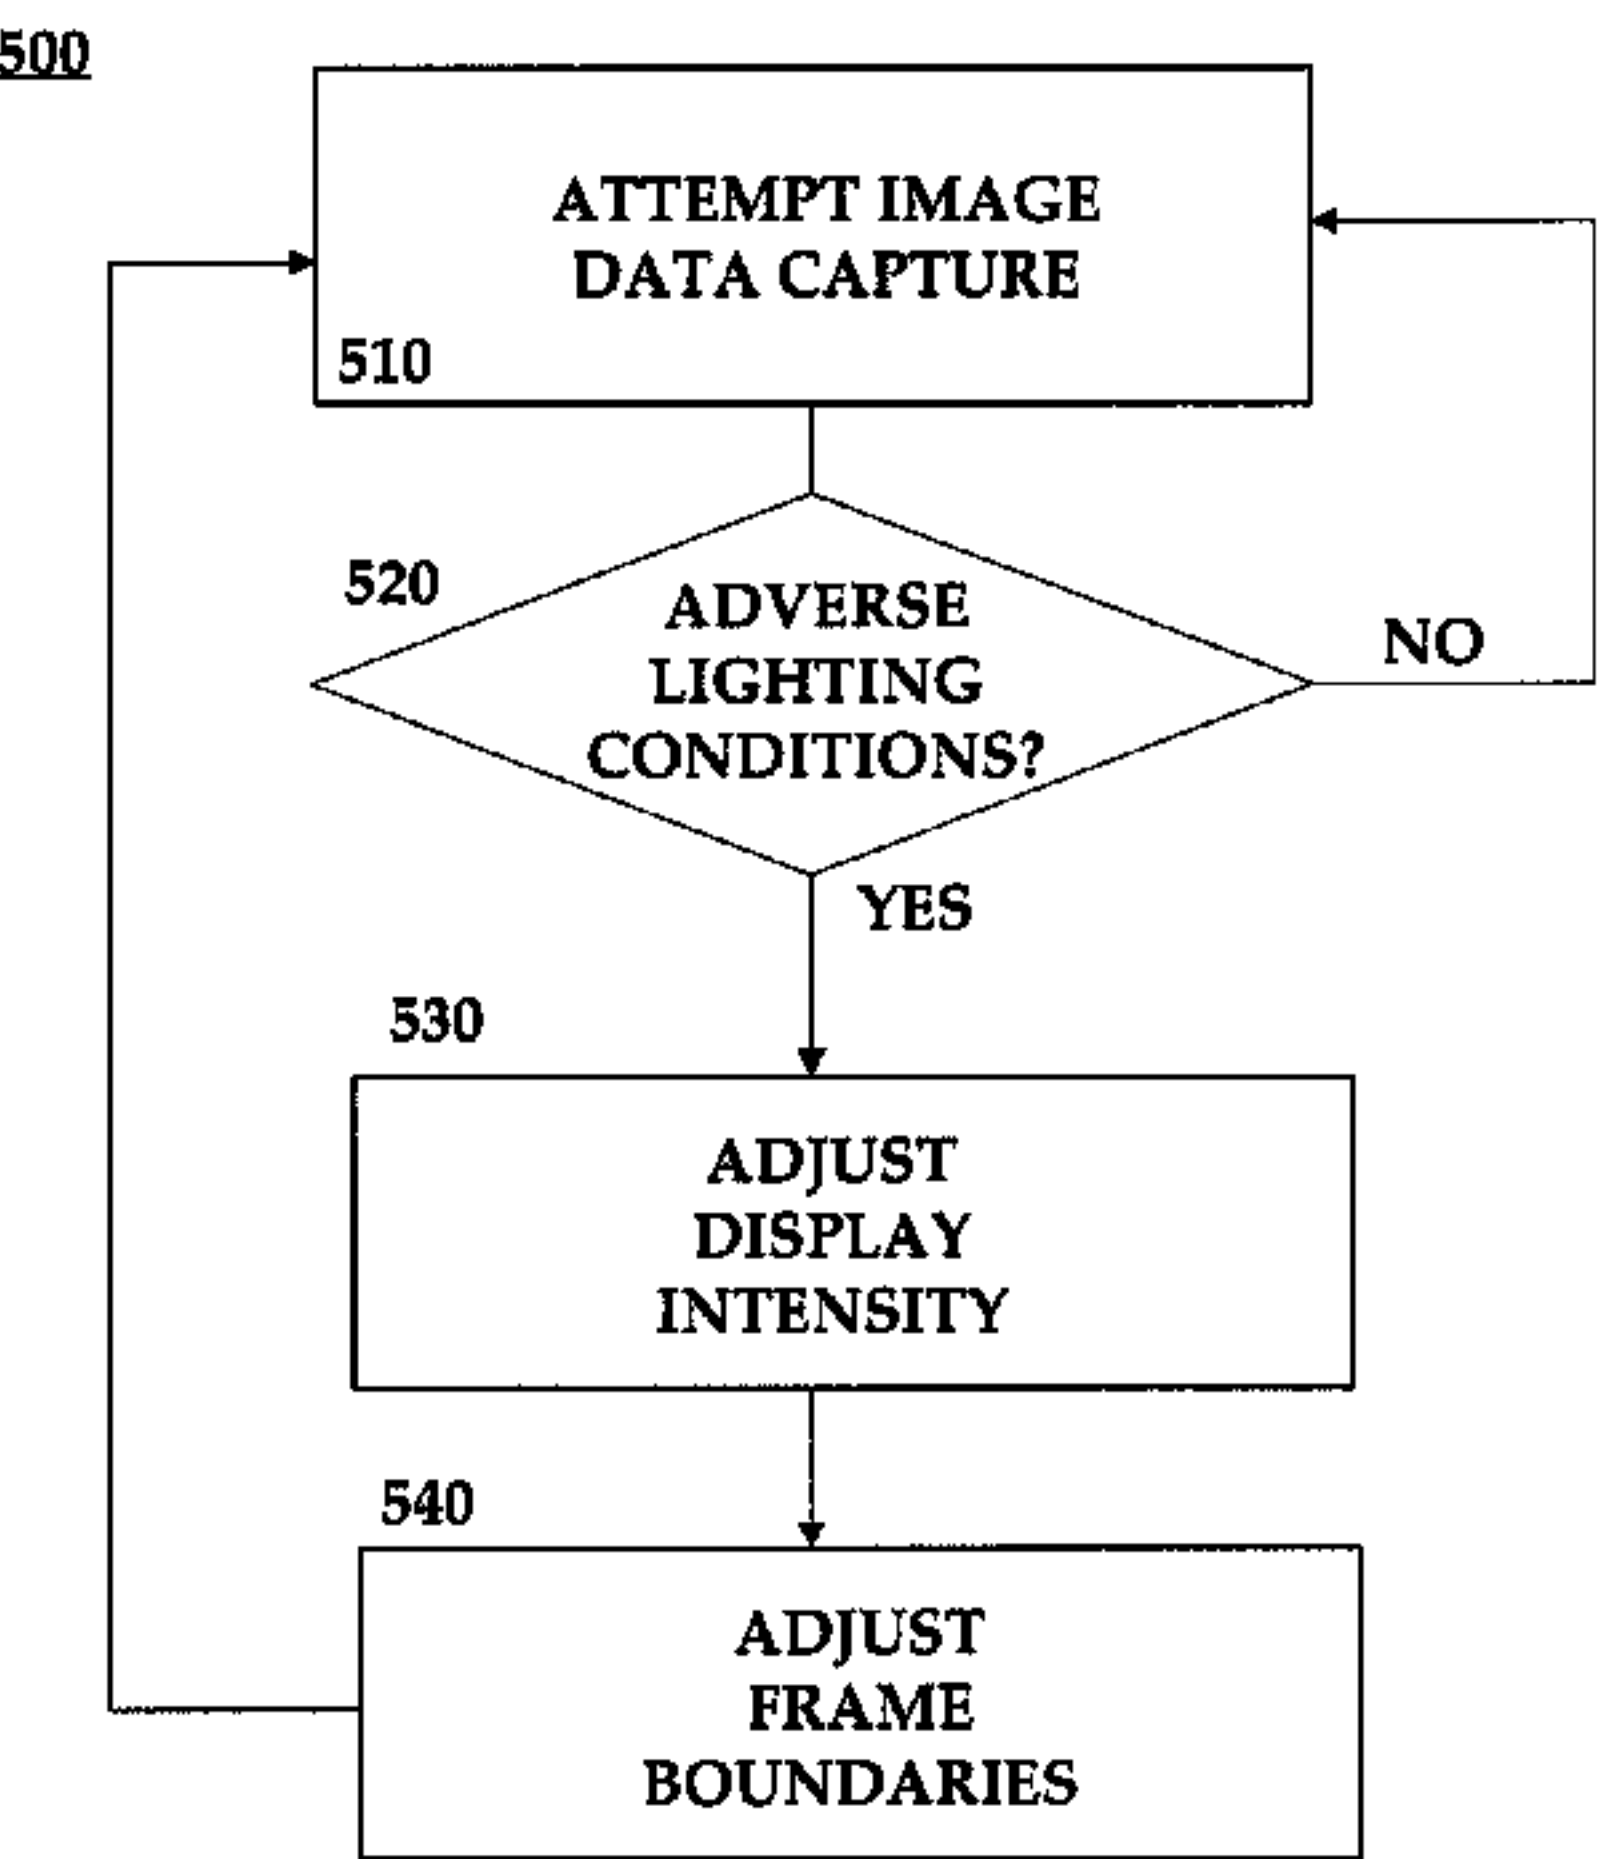 500
ATTEMPT IMAGE
DATA CAPTURE
510
520
ADVERSE
LIGHTING
CONDITIONS?
NO
YES
530
ADJUST
DISPLAY
INTENSITY
540
ADJUST
FRAME
BOUNDARIES